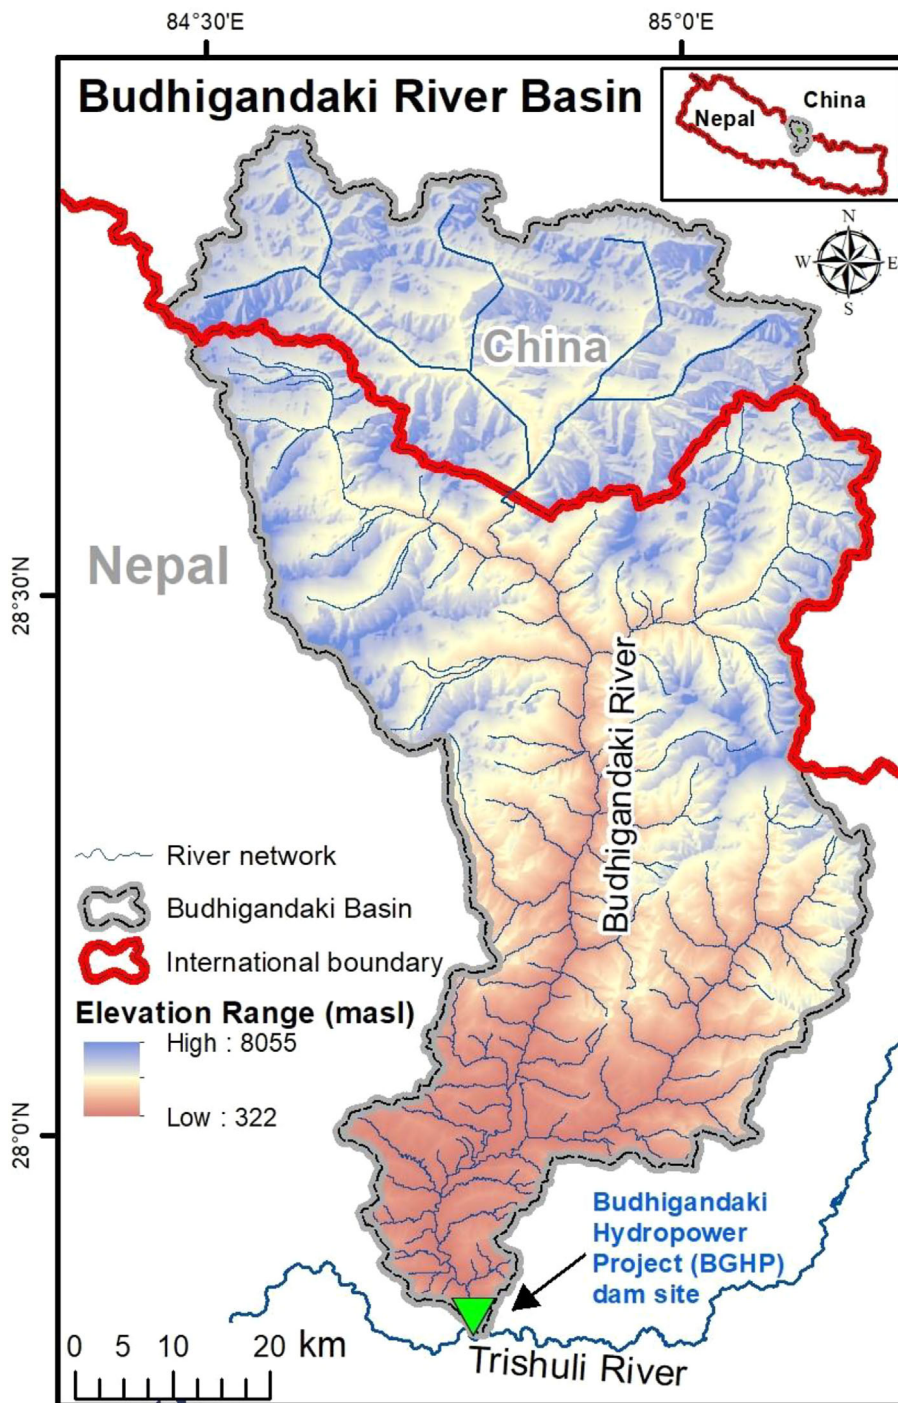 84°30'E
85°0'E
Budhigandaki River Basin
China
Nepal
N
W
E
S
China
Nepal
28°30'N
Budhigandaki River
River network
Budhigandaki Basin
International boundary
Elevation Range (masl)
High : 8055
Low : 322
28°0'N
Budhigandaki
Hydropower
Project (BGHP)
dam site
0 5 10 20 km
Trishuli River